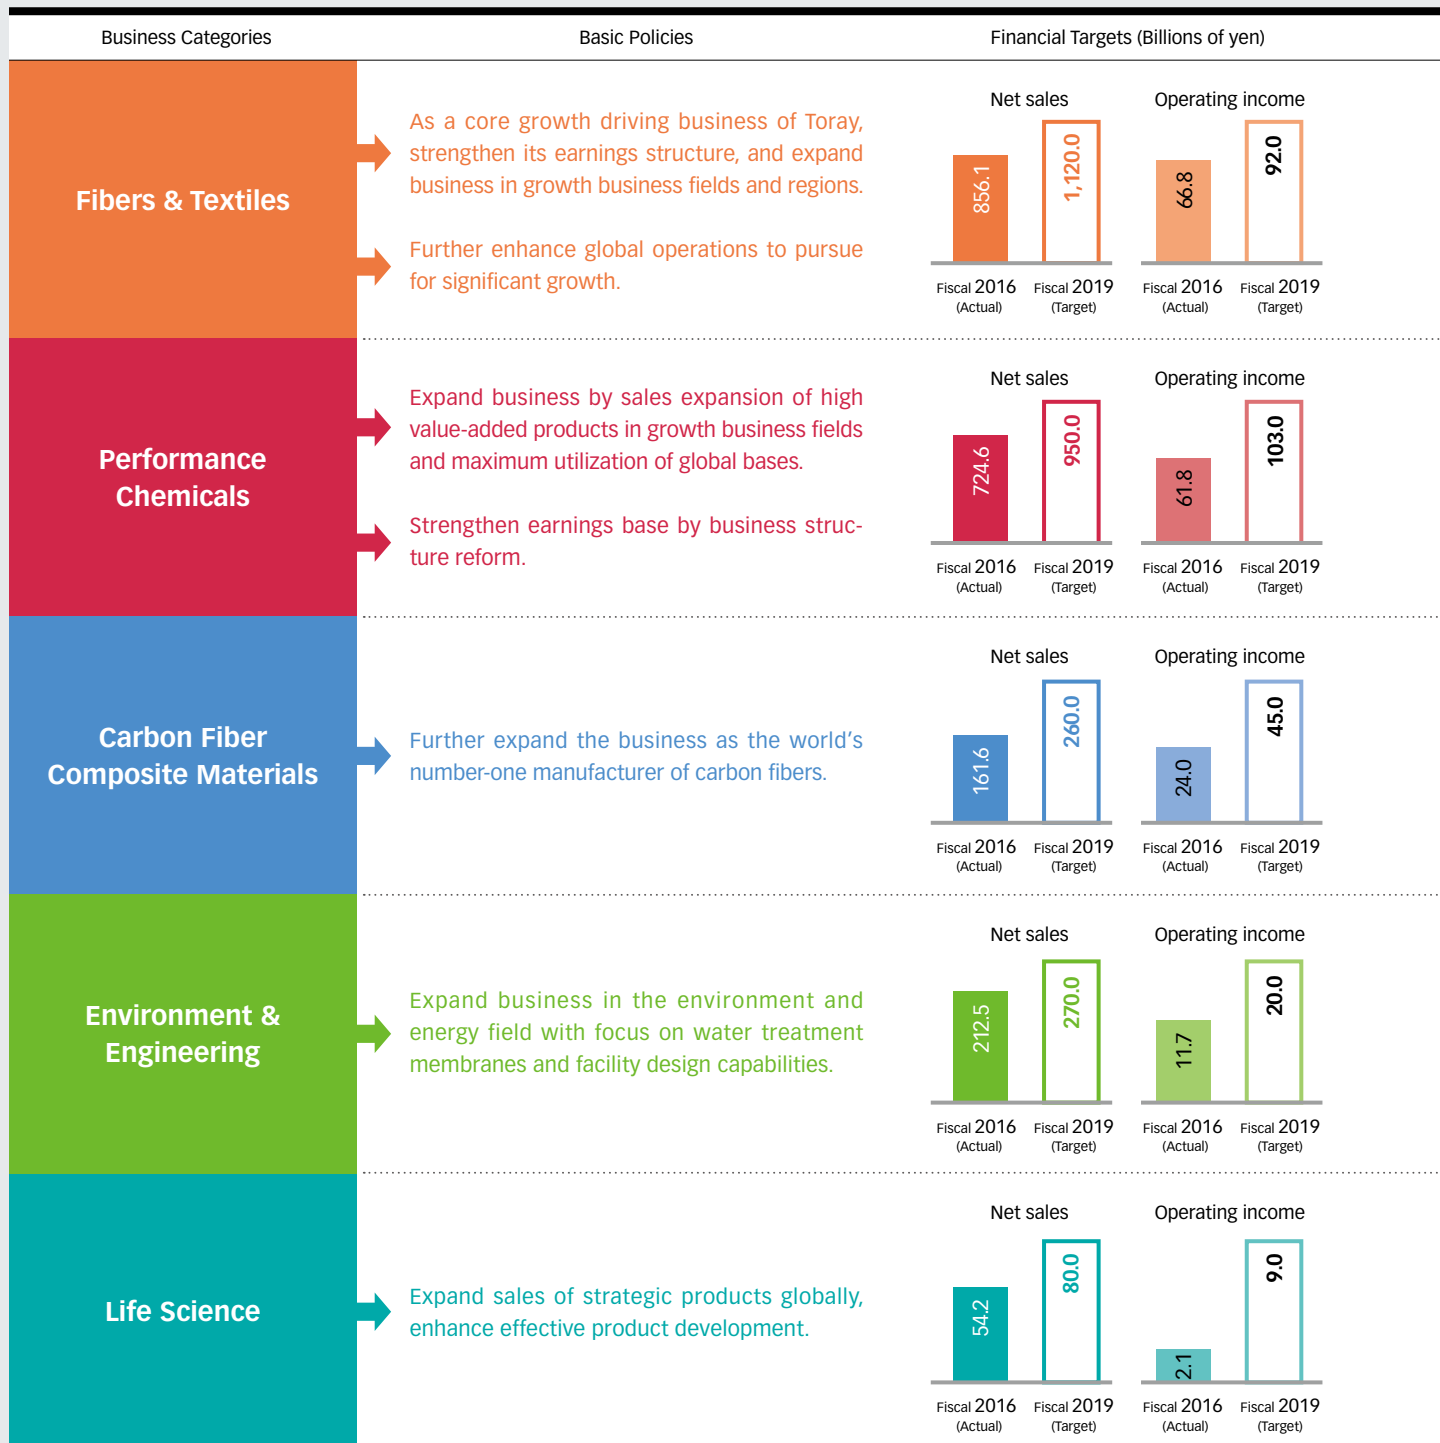 Business Categories
Basic Policies
Financial Targets (Billions of yen)
Fibers & Textiles
As a core growth driving business of Toray,
strengthen its earnings structure, and expand
business in growth business fields and regions.
Further enhance global operations to pursue
for significant growth.
Net sales
856.1
1,120.0
Fiscal 2016
(Actual)
Fiscal 2019
(Target)
Operating income
66.8
92.0
Fiscal 2016
(Actual)
Fiscal 2019
(Target)
Performance
Chemicals
Expand business by sales expansion of high
value-added products in growth business fields
and maximum utilization of global bases.
Strengthen earnings base by business struc-
ture reform.
Net sales
724.6
950.0
Fiscal 2016
(Actual)
Fiscal 2019
(Target)
Operating income
61.8
103.0
Fiscal 2016
(Actual)
Fiscal 2019
(Target)
Carbon Fiber
Composite Materials
Further expand the business as the world's
number-one manufacturer of carbon fibers.
Net sales
161.6
260.0
Fiscal 2016
(Actual)
Fiscal 2019
(Target)
Operating income
24.0
45.0
Fiscal 2016
(Actual)
Fiscal 2019
(Target)
Environment &
Engineering
Expand business in the environment and
energy field with focus on water treatment
membranes and facility design capabilities.
Net sales
212.5
270.0
Fiscal 2016
(Actual)
Fiscal 2019
(Target)
Operating income
11.7
20.0
Fiscal 2016
(Actual)
Fiscal 2019
(Target)
Life Science
Expand sales of strategic products globally,
enhance effective product development.
Net sales
54.2
80.0
Fiscal 2016
(Actual)
Fiscal 2019
(Target)
Operating income
2.1
9.0
Fiscal 2016
(Actual)
Fiscal 2019
(Target)